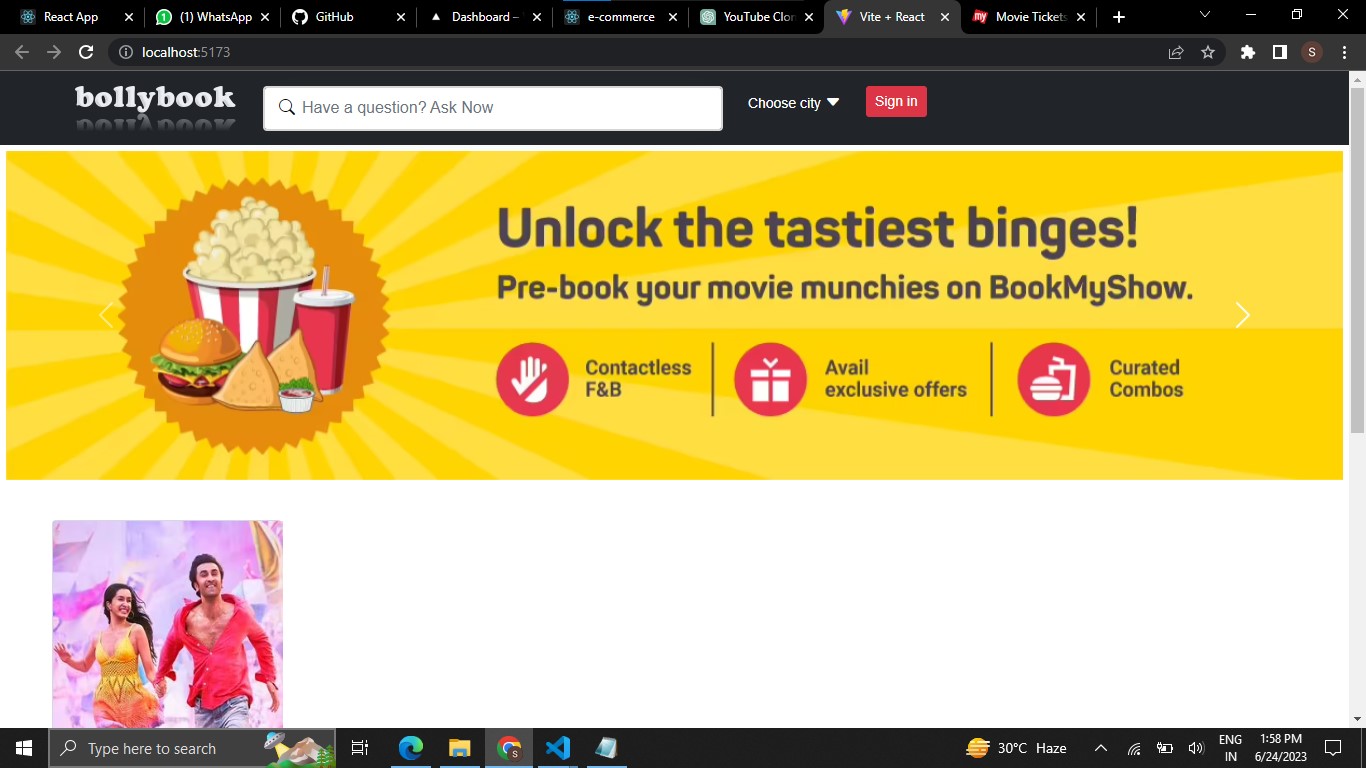 React App
(1) WhatsApp
GitHub
Dashboard –
e-commerce
YouTube Clon
Vite + React
my
Movie Tickets
localhost:5173
S
bollybook
Have a question? Ask Now
Choose city
Sign in
Unlock the tastiest binges!
Pre-book your movie munchies on BookMyShow.
Contactless
F&B
Avail
exclusive offers
Curated
Combos
Type here to search
S
30°C Haze
ENG
IN
1:58 PM
6/24/2023